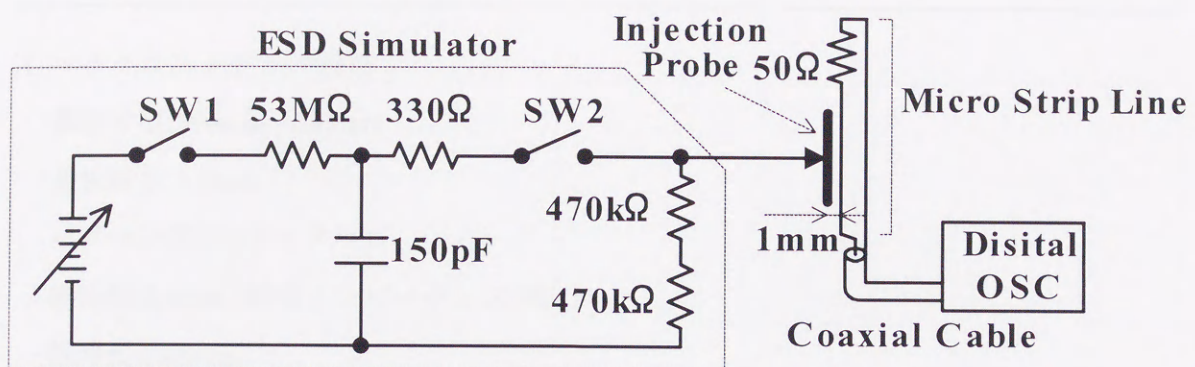 ESD Simulator
SW1
53MΩ
330Ω
SW2
150pF
470kΩ
470kΩ
Injection
Probe
50Ω
Micro Strip Line
1mm
Disital
OSC
Coaxial Cable